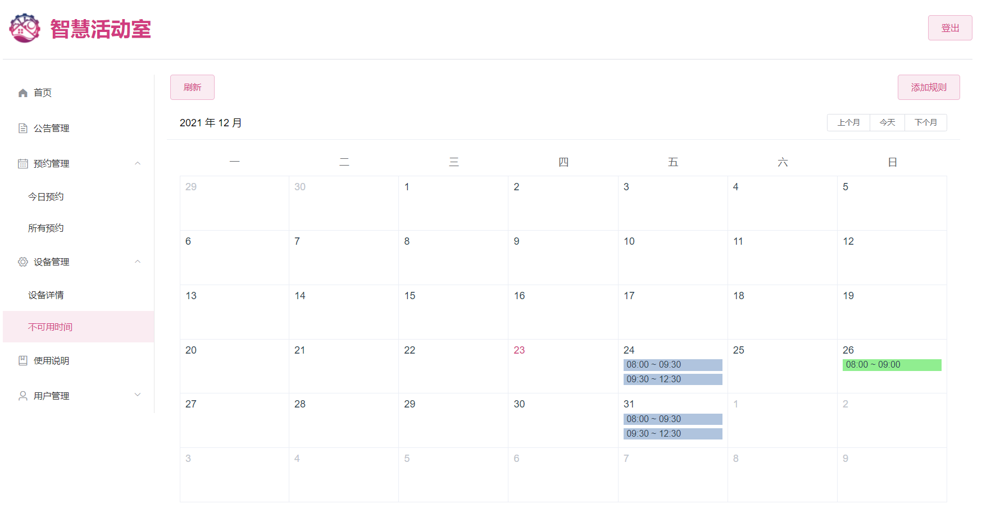 智慧活动室
登出
首页
公告管理
预约管理
今日预约
所有预约
设备管理
设备详情
不可用时间
使用说明
用户管理
刷新
添加规则
2021 年 12 月
上个月 今天 下个月
一 二 三 四 五 六 日
29 30 1 2 3 4 5
6 7 8 9 10 11 12
13 14 15 16 17 18 19
20 21 22 23 24 25 26
08:00 ~ 09:30 08:00 ~ 09:00
09:30 ~ 12:30
27 28 29 30 31 1 2
08:00 ~ 09:30
09:30 ~ 12:30
3 4 5 6 7 8 9